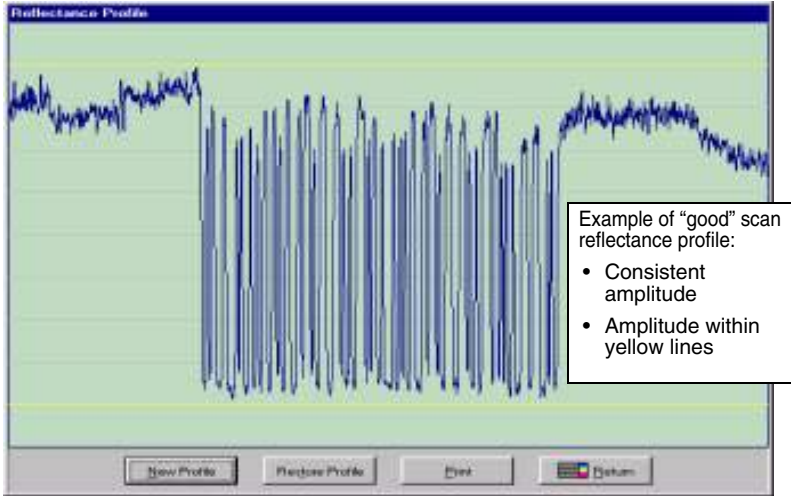 Reflectance Profile
Example of “good” scan
reflectance profile:
• Consistent
amplitude
• Amplitude within
yellow lines
New Profile
Restore Profile
Print
Return